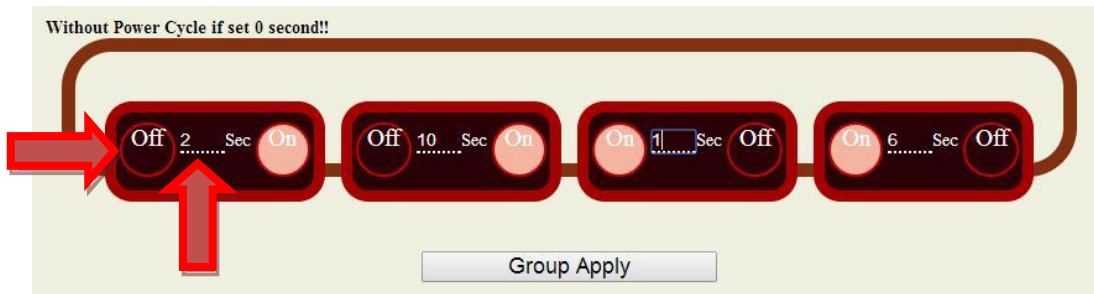 Without Power Cycle if set 0 second!!
Off 2 Sec On Off 10 Sec On On 1 Sec Off On 6 Sec Off
Group Apply